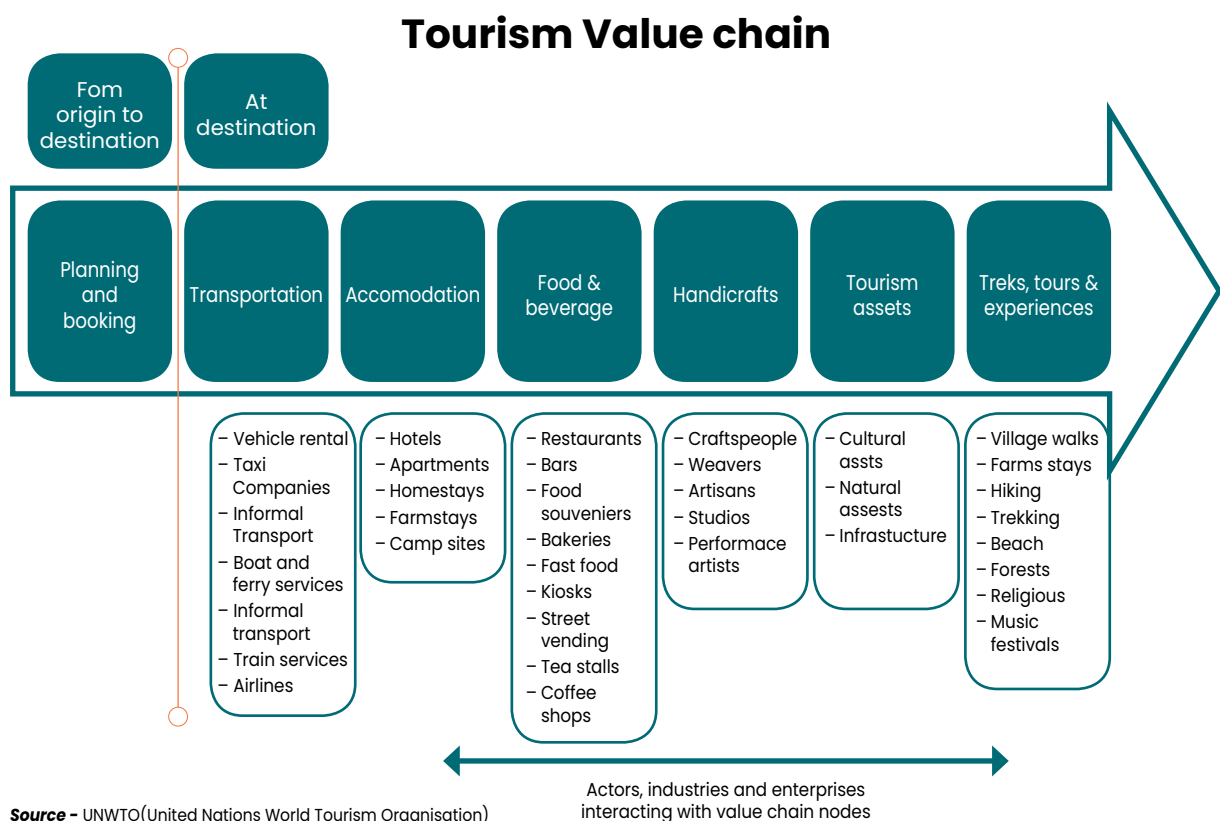 Tourism Value chain
Fom
origin to
destination
At
destination
Planning
and
booking
Transportation
Accomodation
Food &
beverage
Handicrafts
Tourism
assets
Treks, tours &
experiences
– Vehicle rental
– Taxi
Companies
– Informal
Transport
– Boat and
ferry services
– Informal
transport
– Train services
– Airlines
– Hotels
– Apartments
– Homestays
– Farmstays
– Camp sites
– Restaurants
– Bars
– Food
souveniers
– Bakeries
– Fast food
– Kiosks
– Street
vending
– Tea stalls
– Coffee
shops
– Craftspeople
– Weavers
– Artisans
– Studios
– Performace
artists
– Cultural
assts
– Natural
assests
– Infrastucture
– Village walks
– Farms stays
– Hiking
– Trekking
– Beach
– Forests
– Religious
– Music
festivals
Actors, industries and enterprises
interacting with value chain nodes
Source - UNWTO(United Nations World Tourism Organisation)